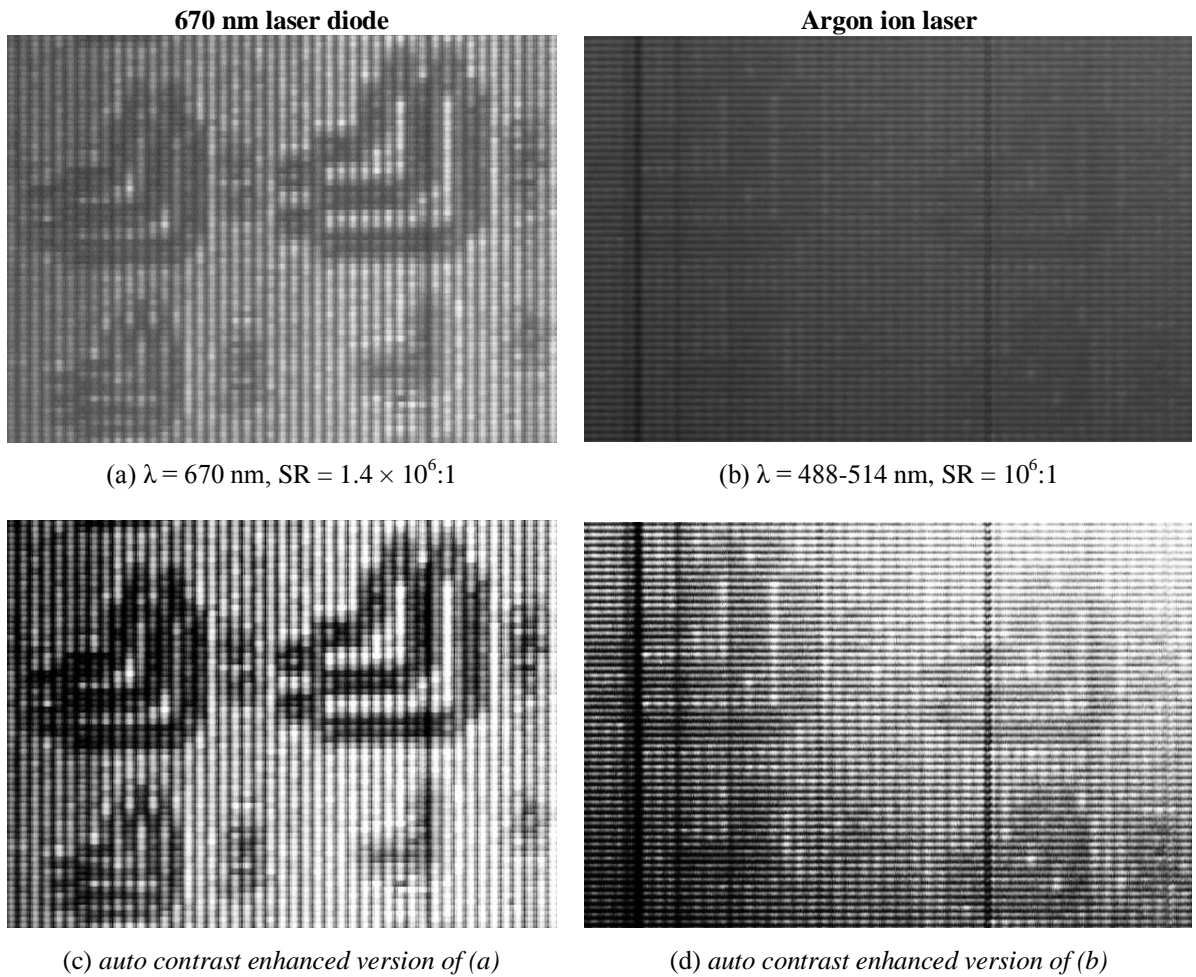 670 nm laser diode
Argon ion laser
(a) λ = 670 nm, SR = 1.4 × 10⁶:1
(b) λ = 488-514 nm, SR = 10⁶:1
(c) auto contrast enhanced version of (a)
(d) auto contrast enhanced version of (b)